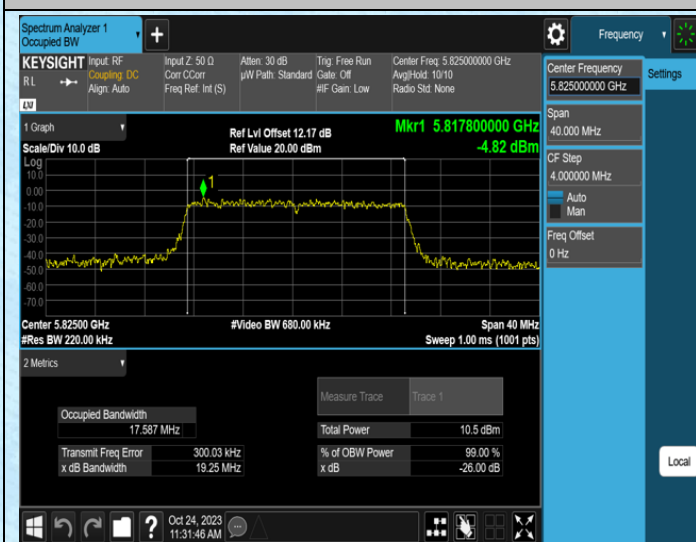 Spectrum Analyzer 1
Occupied BW
Frequency
KEYSIGHT
R L
LXI
Input: RF
Coupling: DC
Align: Auto
Input Z: 50 Ω
Corr CCorr
Freq Ref: Int (S)
Atten: 30 dB
µW Path: Standard
Trig: Free Run
Gate: Off
#IF Gain: Low
Center Freq: 5.825000000 GHz
Avg|Hold: 10/10
Radio Std: None
Center Frequency
5.825000000 GHz
Settings
Span
40.000 MHz
CF Step
4.000000 MHz
Auto
Man
Freq Offset
0 Hz
Local
1 Graph
Scale/Div 10.0 dB
Ref Lvl Offset 12.17 dB
Ref Value 20.00 dBm
Mkr1 5.817800000 GHz
-4.82 dBm
Log
10.0
0.00
-10.0
-20.0
-30.0
-40.0
-50.0
-60.0
-70.0
1
Center 5.82500 GHz
#Res BW 220.00 kHz
#Video BW 680.00 kHz
Span 40 MHz
Sweep 1.00 ms (1001 pts)
2 Metrics
Measure Trace
Trace 1
Occupied Bandwidth
17.587 MHz
Total Power
10.5 dBm
Transmit Freq Error
300.03 kHz
% of OBW Power
99.00 %
x dB Bandwidth
19.25 MHz
x dB
-26.00 dB
?
Oct 24, 2023
11:31:46 AM